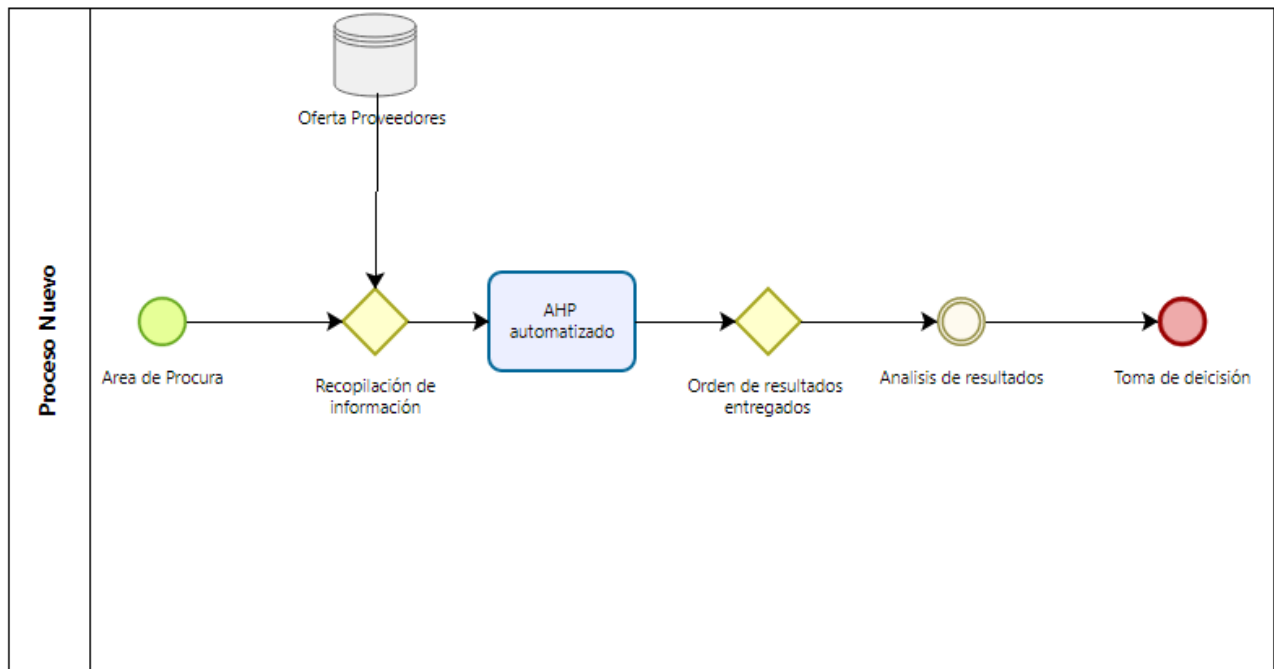 Proceso Nuevo
Oferta Proveedores
Area de Procura
Recopilación de
información
AHP
automatizado
Orden de resultados
entregados
Analisis de resultados
Toma de deicisión